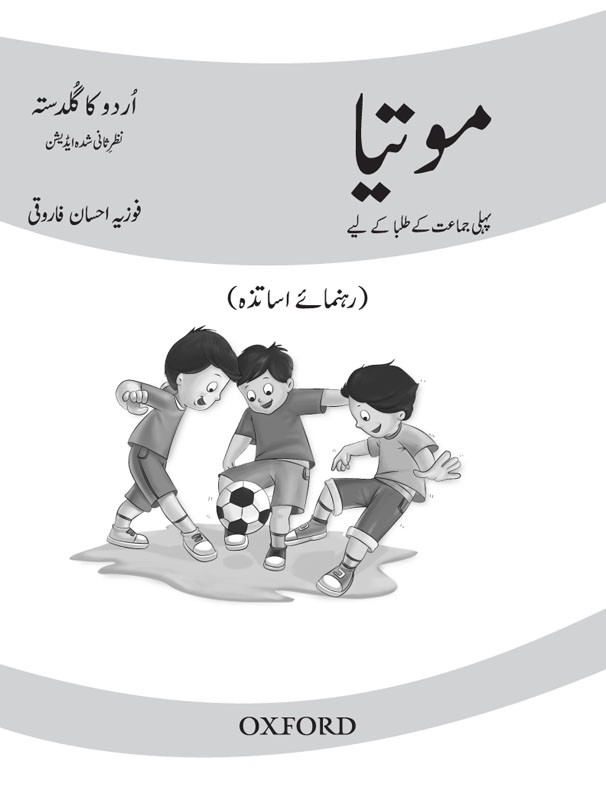 موتیا
پہلی جماعت کے طلبا کے لیے
اُردو کا گُلدستہ
نظرِ ثانی شدہ ایڈیشن
فوزیہ احسان فاروقی
(رہنمائے اساتذہ)
OXFORD